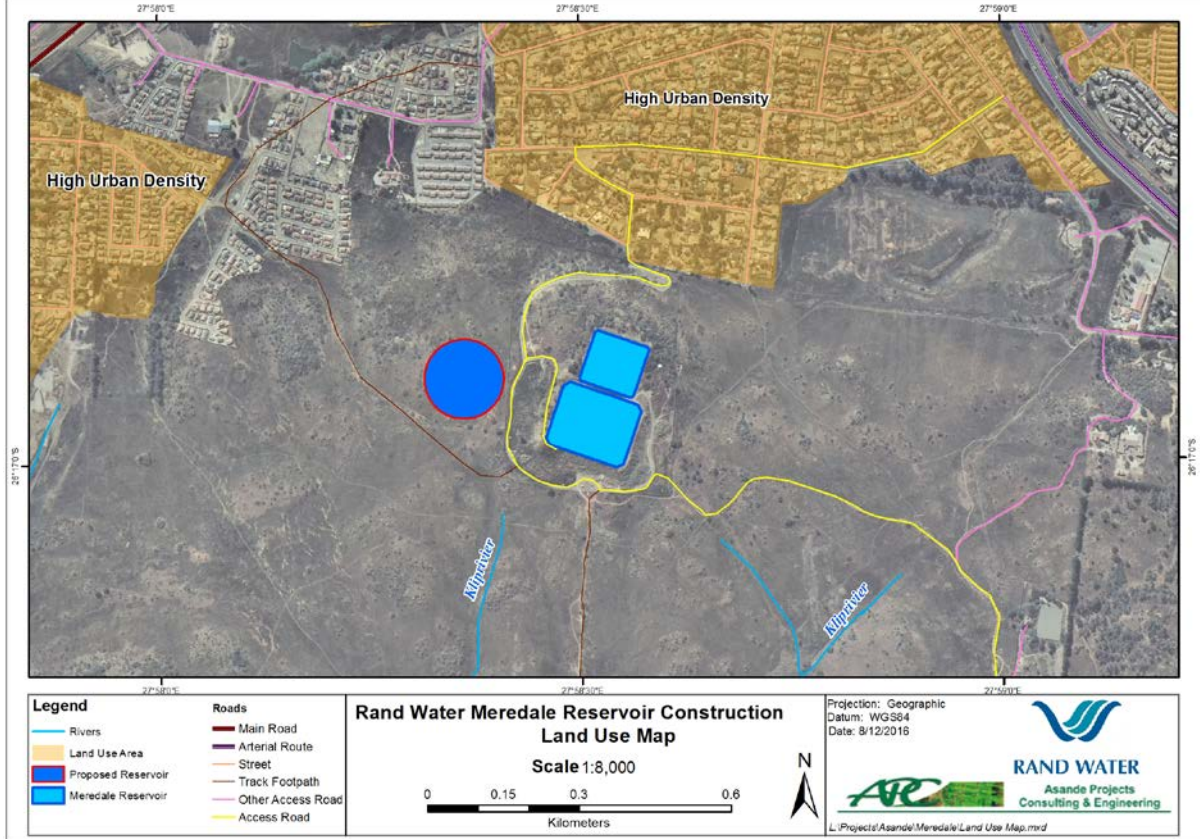 27°58'0"E
27°58'30"E
27°59'0"E
High Urban Density
High Urban Density
26°17'0"S
26°17'0"S
Kliprivier
Kliprivier
27°58'0"E
27°58'30"E
27°59'0"E
Legend
Rivers
Land Use Area
Proposed Reservoir
Meredale Reservoir
Roads
Main Road
Arterial Route
Street
Track Footpath
Other Access Road
Access Road
Rand Water Meredale Reservoir Construction
Land Use Map
Scale 1:8,000
0 0.15 0.3 0.6
Kilometers
N
Projection: Geographic
Datum: WGS84
Date: 8/12/2016
RAND WATER
APC
Asande Projects
Consulting & Engineering
L:\Projects\Asande\Meredale\Land Use Map.mxd